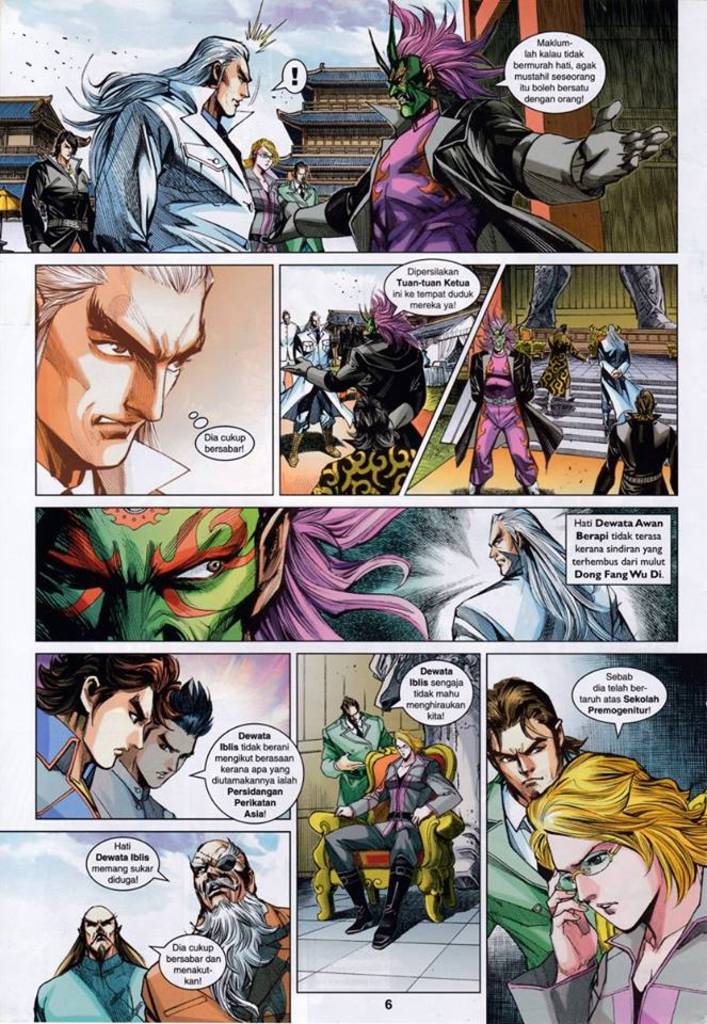 Maklum-
lah kalau tidak
bermurah hati, agak
mustahil seseorang
itu boleh bersatu
dengan orang!
!
Dia cukup
bersabar!
Dipersilakan
Tuan-tuan Ketua
ini ke tempat duduk
mereka ya!
Hati Dewata Awan
Berapi tidak terasa
kerana sindiran yang
terhembus dari mulut
Dong Fang Wu Di.
Dewata
Iblis tidak berani
mengikut berasaan
kerana apa yang
diutamakannya ialah
Persidangan
Perikatan
Asia!
Dewata
Iblis sengaja
tidak mahu
menghiraukan
kita!
Sebab
dia telah ber-
taruh atas Sekolah
Premogenitur!
Hati
Dewata Iblis
memang sukar
diduga!
Dia cukup
bersabar dan
menakut-
kan!
6